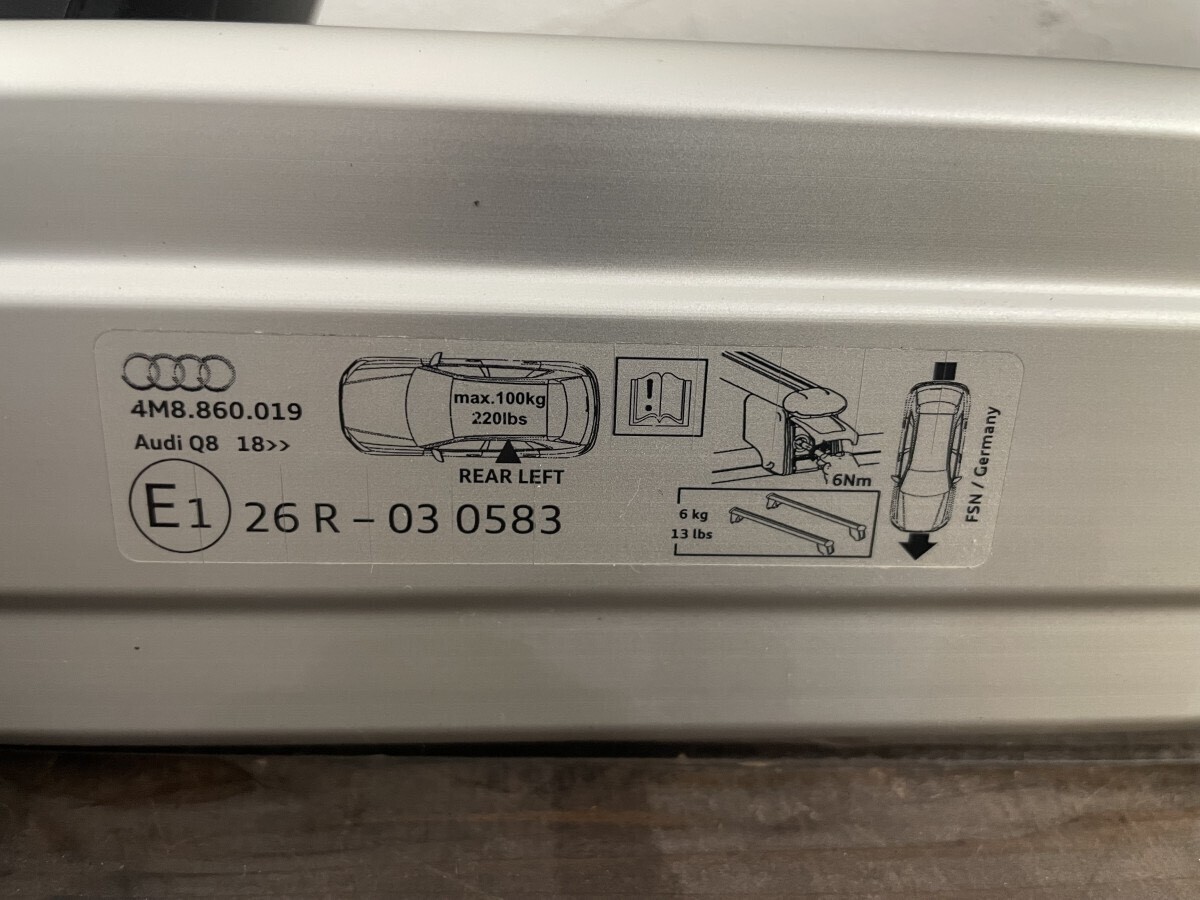 4M8.860.019
Audi Q8 18>>
E1 26 R – 03 0583
max.100kg
220lbs
REAR LEFT
!
6Nm
6 kg
13 lbs
FSN / Germany